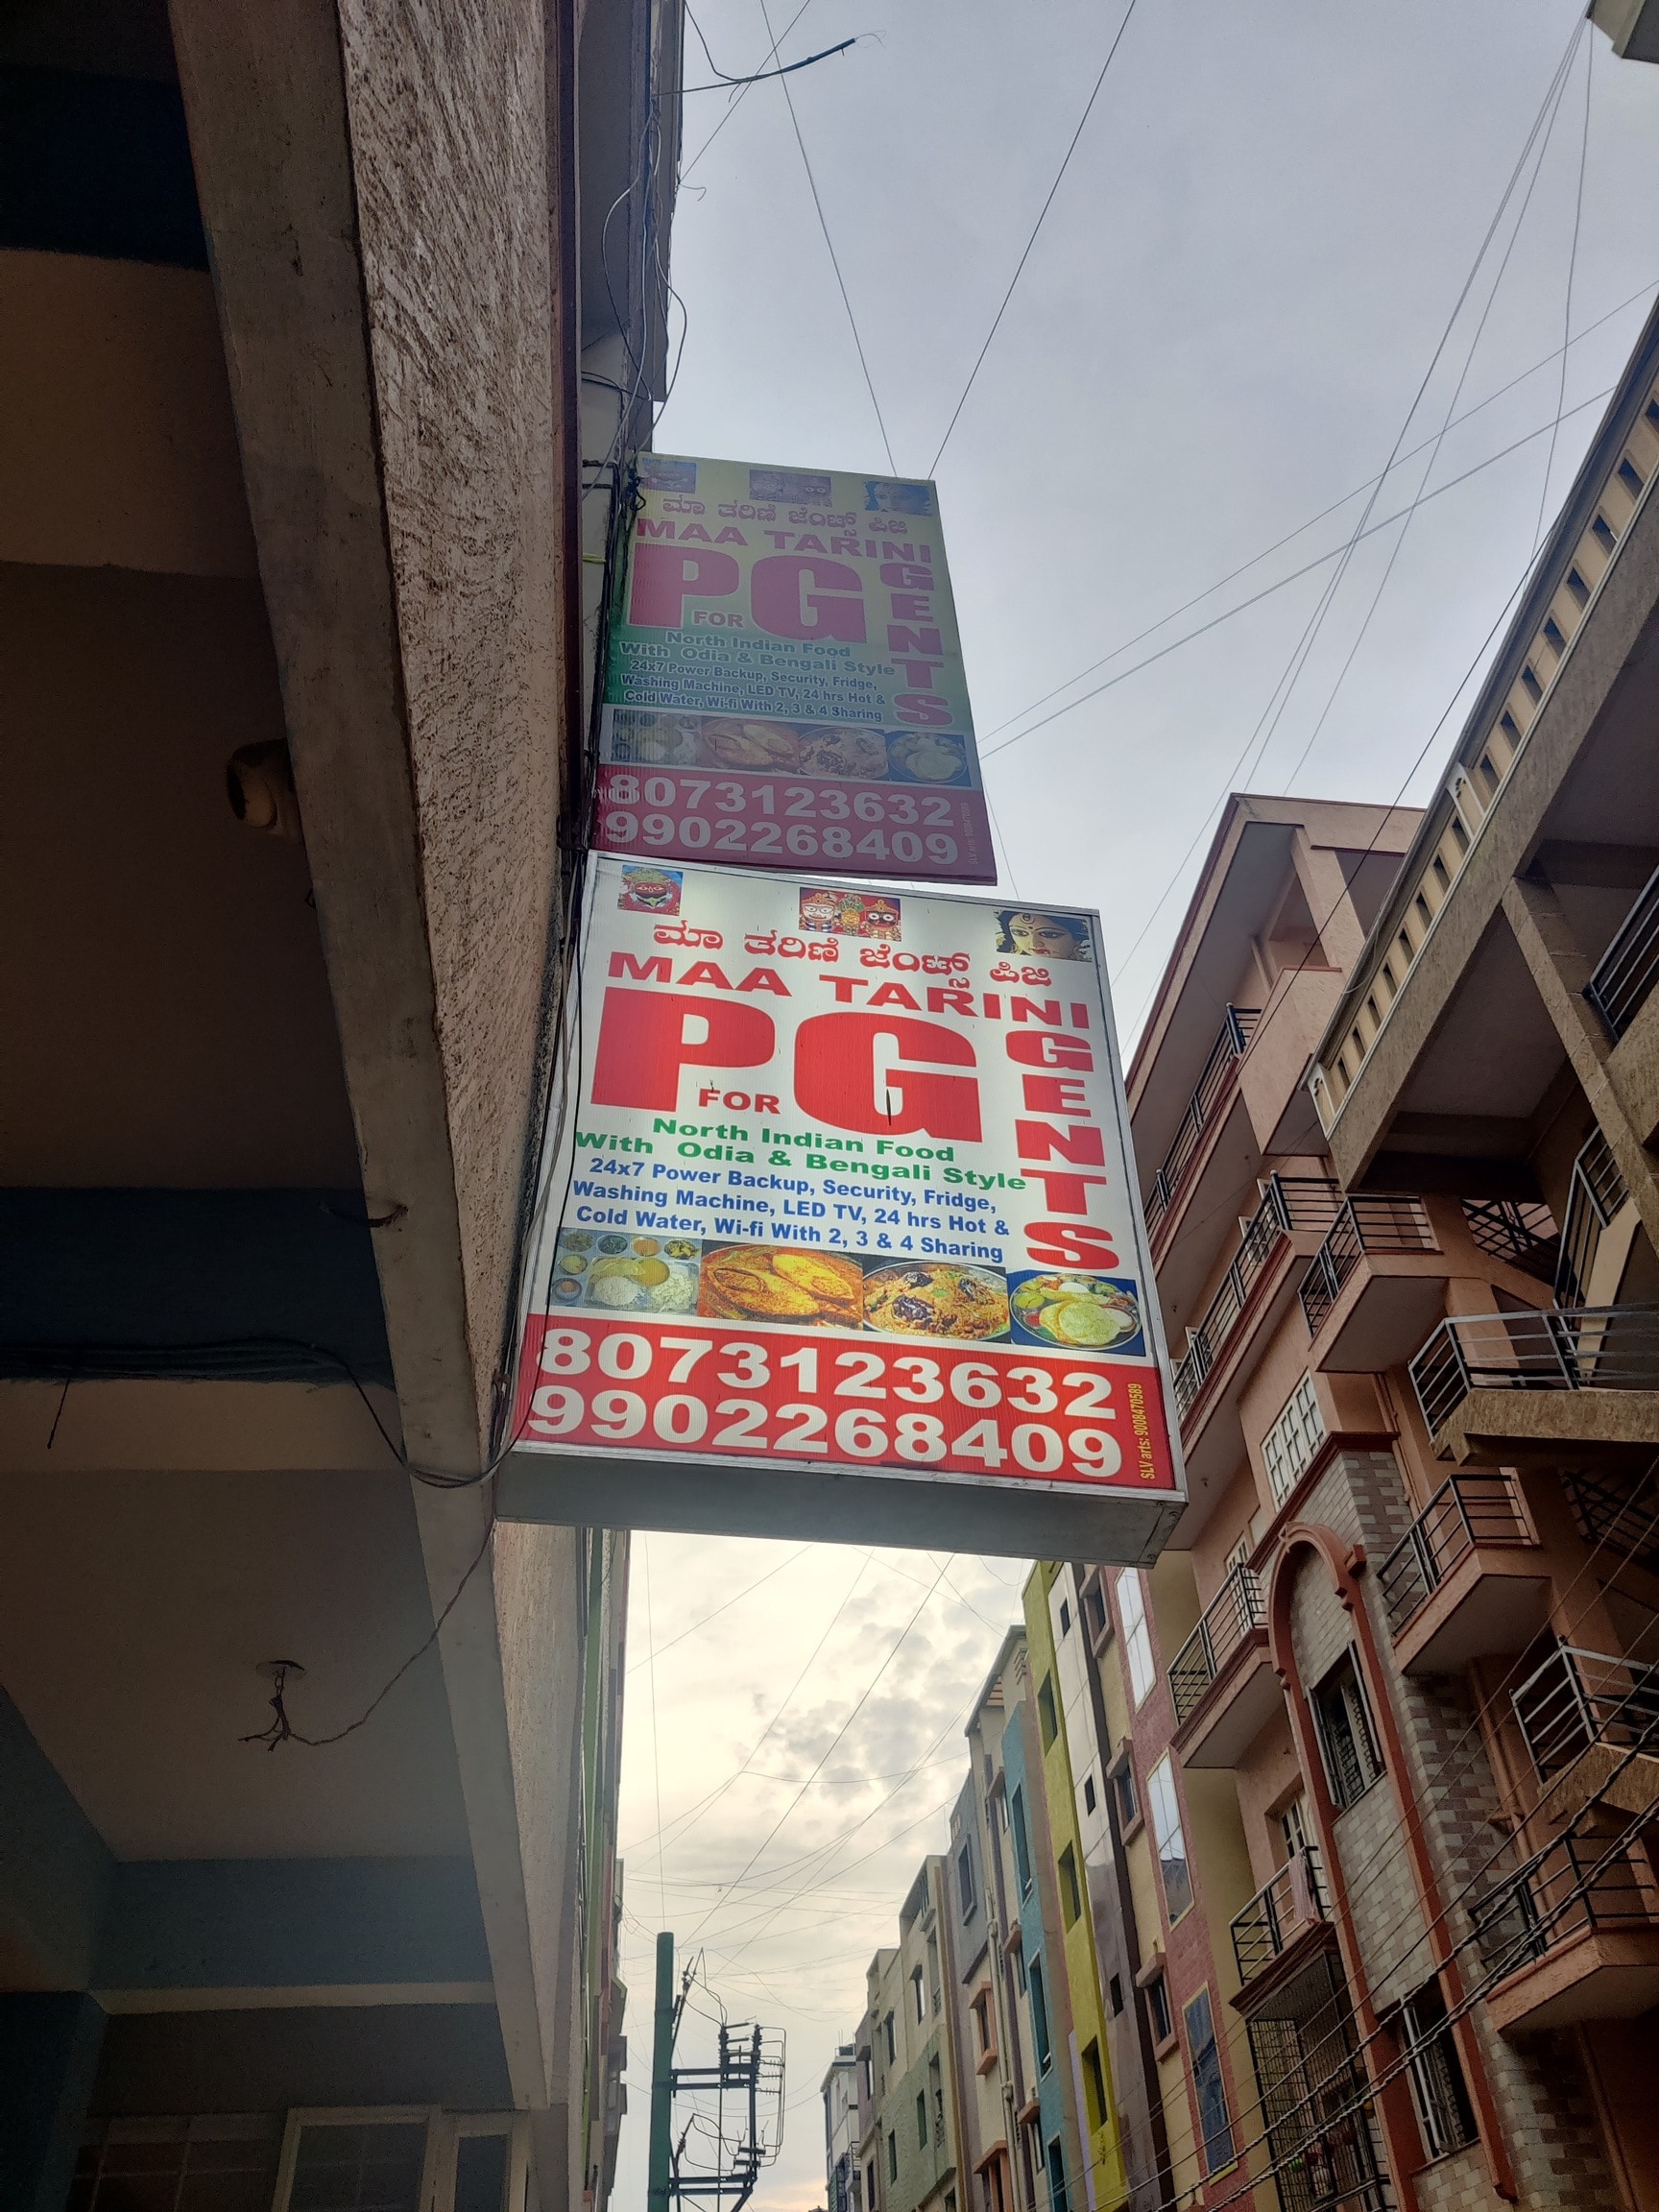 ಮಾ ತರಿಣಿ ಜೆಂಟ್ಸ್ ಪಿಜಿ
MAA TARINI
PG
FOR
GENTS
North Indian Food
With Odia & Bengali Style
24x7 Power Backup, Security, Fridge,
Washing Machine, LED TV, 24 hrs Hot &
Cold Water, Wi-fi With 2, 3 & 4 Sharing
8073123632
9902268409
SLV arts: 9008470589
ಮಾ ತರಿಣಿ ಜೆಂಟ್ಸ್ ಪಿಜಿ
MAA TARINI
PG
FOR
GENTS
North Indian Food
With Odia & Bengali Style
24x7 Power Backup, Security, Fridge,
Washing Machine, LED TV, 24 hrs Hot &
Cold Water, Wi-fi With 2, 3 & 4 Sharing
8073123632
9902268409
SLV arts: 9008470589